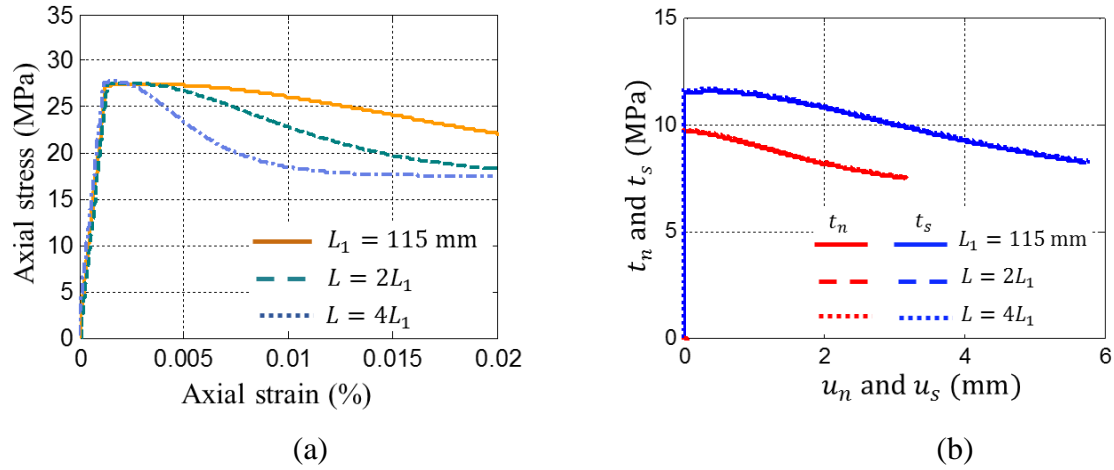 35
30
25
20
15
10
5
0
Axial stress (MPa)
0 0.005 0.01 0.015 0.02
Axial strain (%)
L₁ = 115 mm
L = 2L₁
L = 4L₁
(a)
15
10
5
0
tₙ and tₛ (MPa)
0 2 4 6
uₙ and uₛ (mm)
tₙ tₛ
L₁ = 115 mm
L = 2L₁
L = 4L₁
(b)